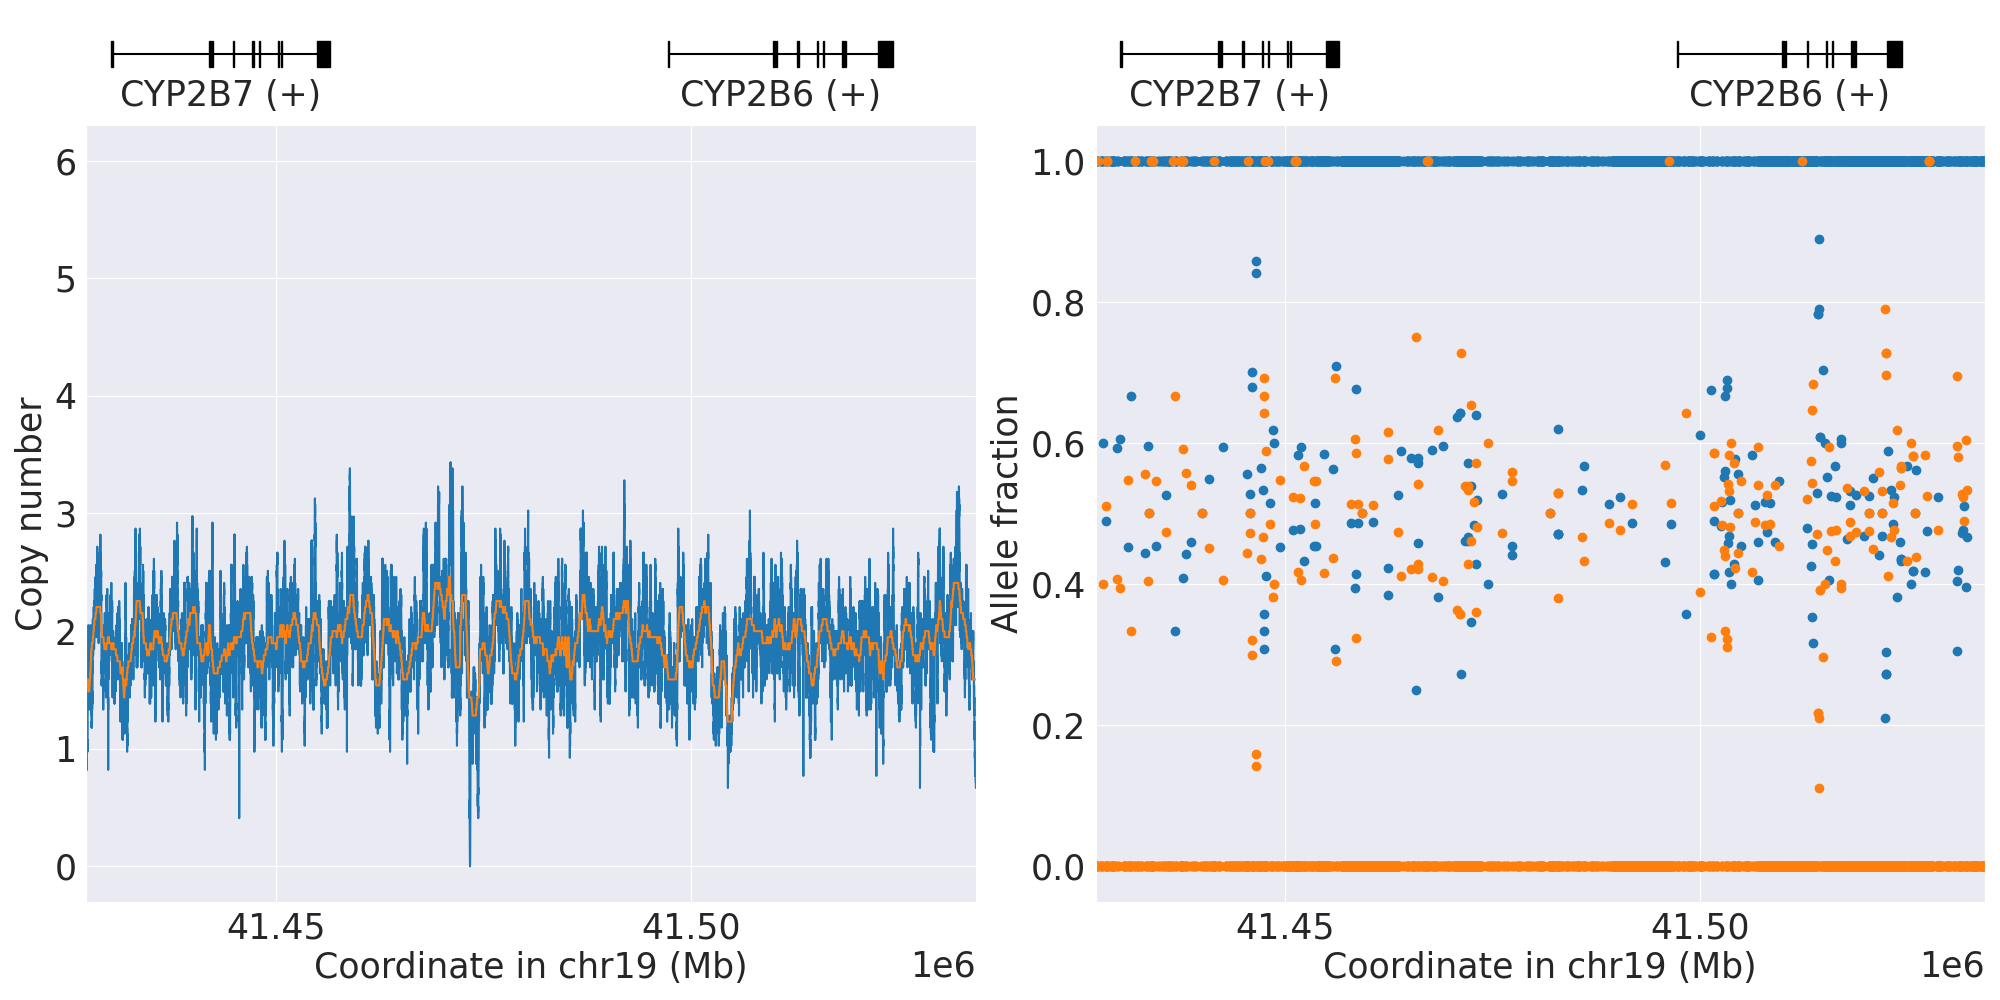 CYP2B7 (+)
CYP2B6 (+)
CYP2B7 (+)
CYP2B6 (+)
6
5
4
3
2
1
0
Copy number
41.45
41.50
Coordinate in chr19 (Mb)
1e6
1.0
0.8
0.6
0.4
0.2
0.0
Allele fraction
41.45
41.50
Coordinate in chr19 (Mb)
1e6